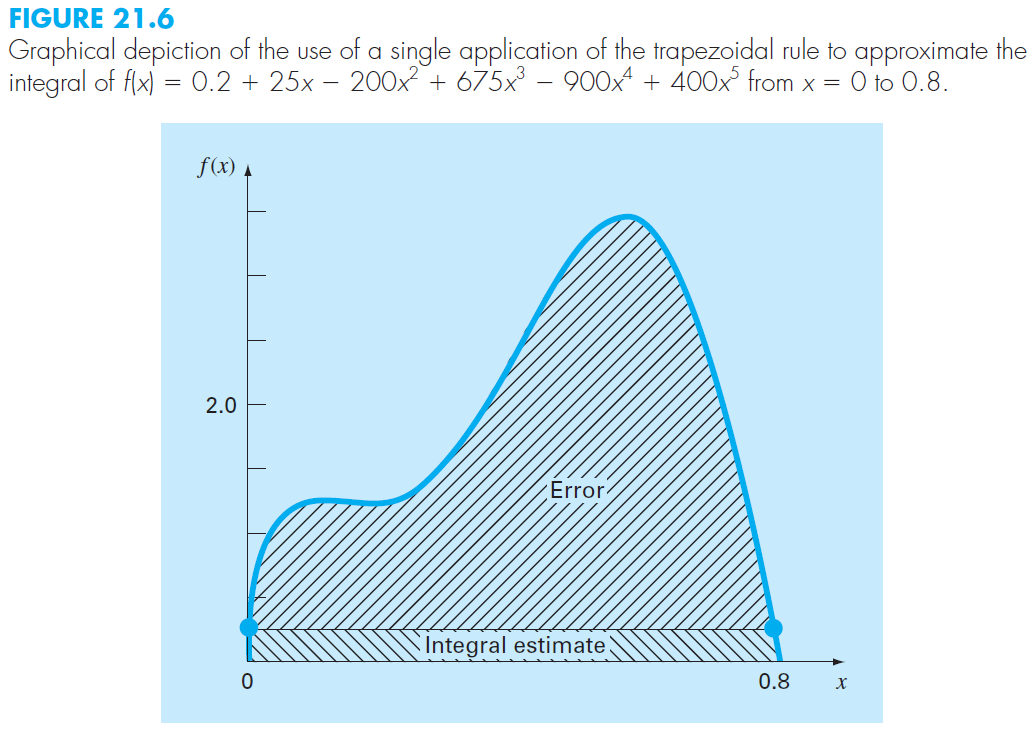 FIGURE 21.6
Graphical depiction of the use of a single application of the trapezoidal rule to approximate the
integral of f(x) = 0.2 + 25x − 200x² + 675x³ − 900x⁴ + 400x⁵ from x = 0 to 0.8.
f(x)
2.0
Error
Integral estimate
0
0.8
x